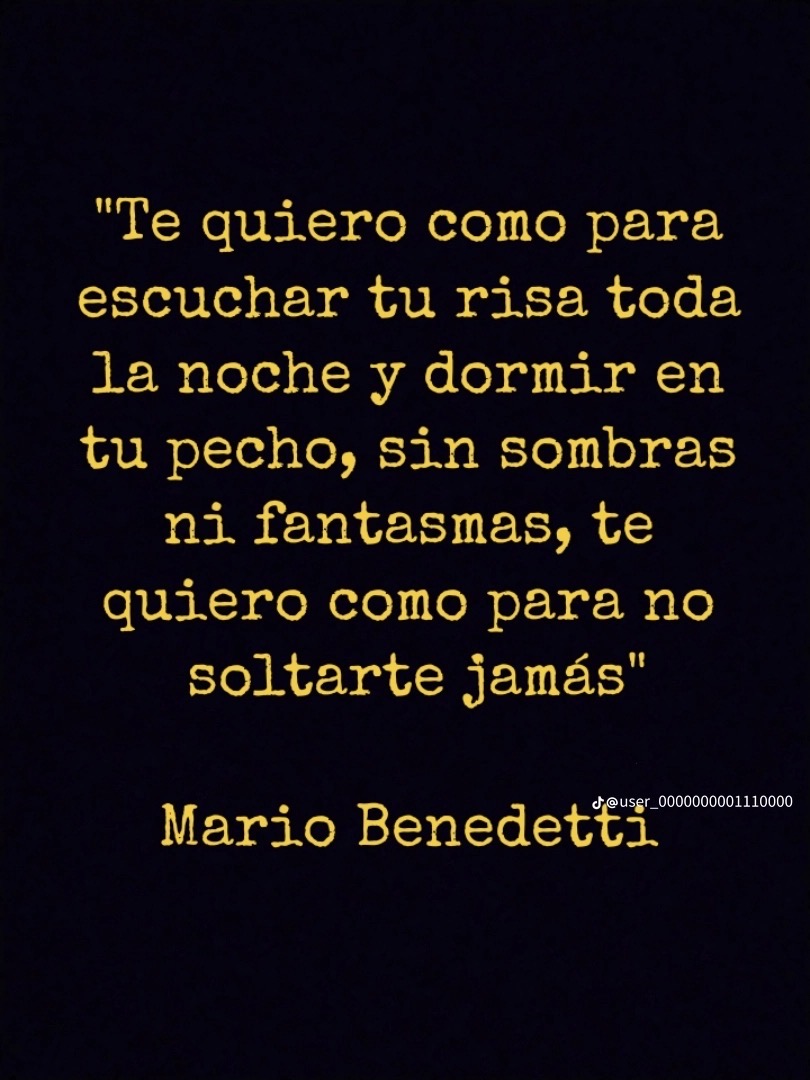 "Te quiero como para
escuchar tu risa toda
la noche y dormir en
tu pecho, sin sombras
ni fantasmas, te
quiero como para no
soltarte jamás"
@user_0000000001110000
Mario Benedetti